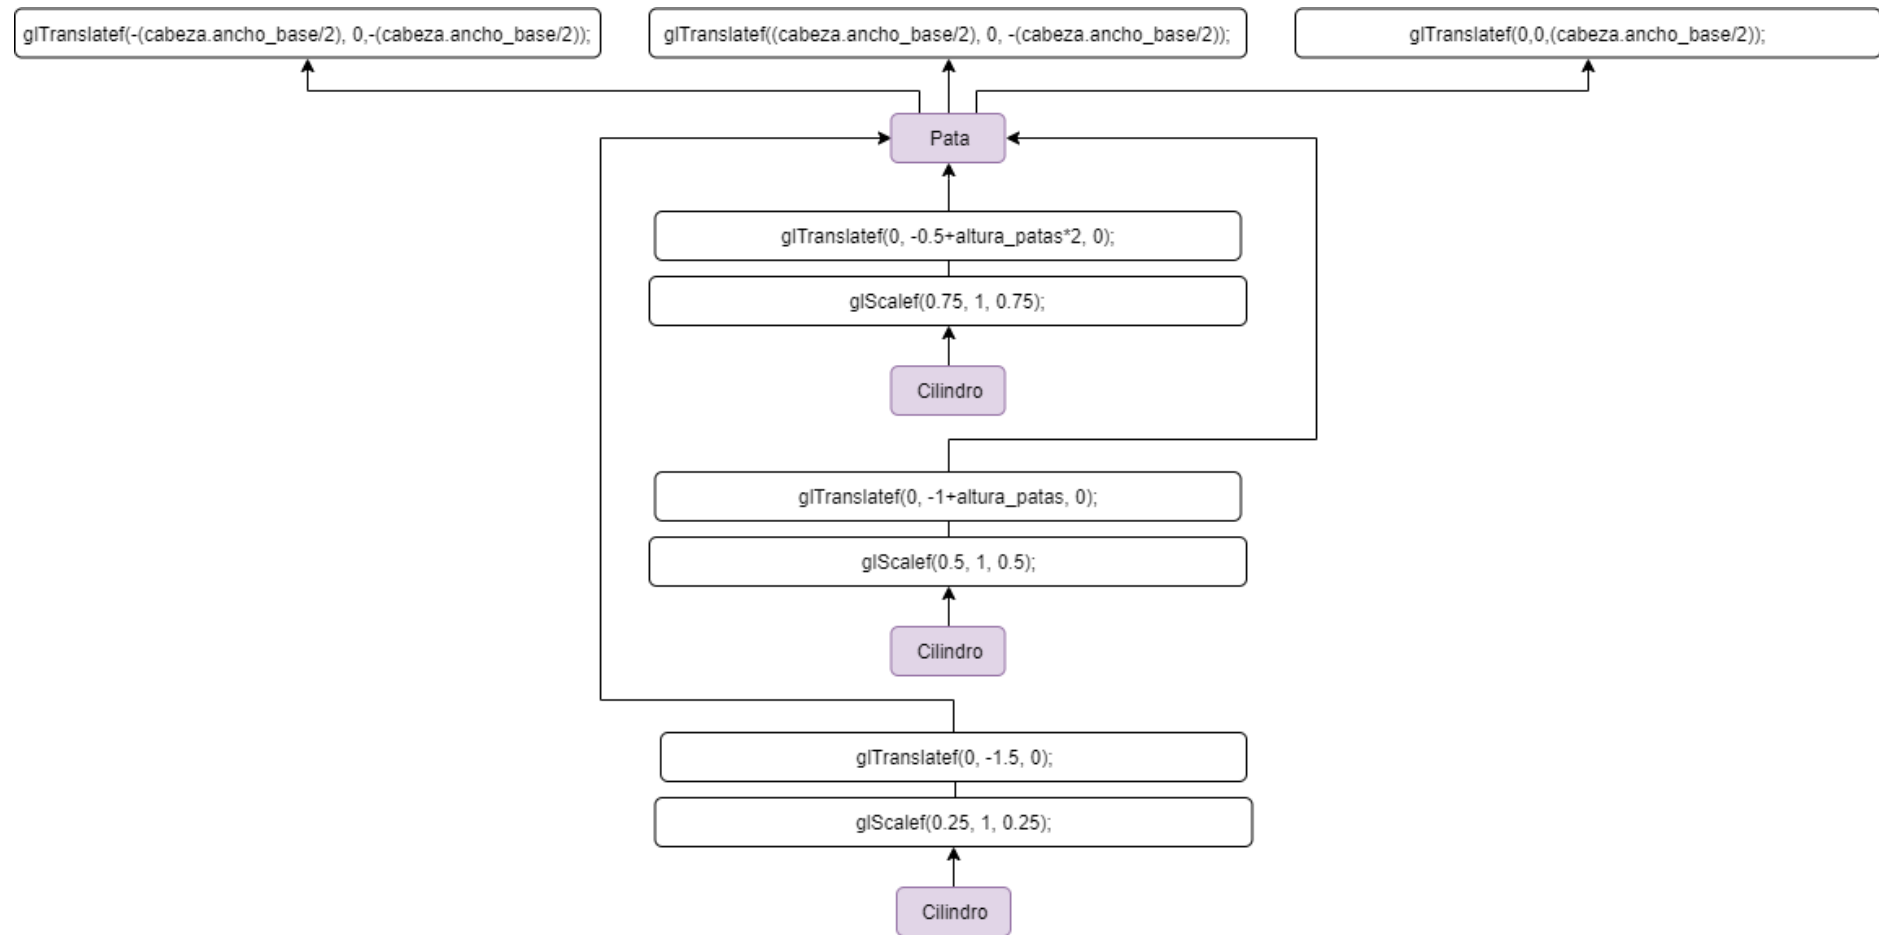 glTranslatef(-(cabeza.ancho_base/2), 0,-(cabeza.ancho_base/2));
glTranslatef((cabeza.ancho_base/2), 0, -(cabeza.ancho_base/2));
glTranslatef(0,0,(cabeza.ancho_base/2));
Pata
glTranslatef(0, -0.5+altura_patas*2, 0);
glScalef(0.75, 1, 0.75);
Cilindro
glTranslatef(0, -1+altura_patas, 0);
glScalef(0.5, 1, 0.5);
Cilindro
glTranslatef(0, -1.5, 0);
glScalef(0.25, 1, 0.25);
Cilindro